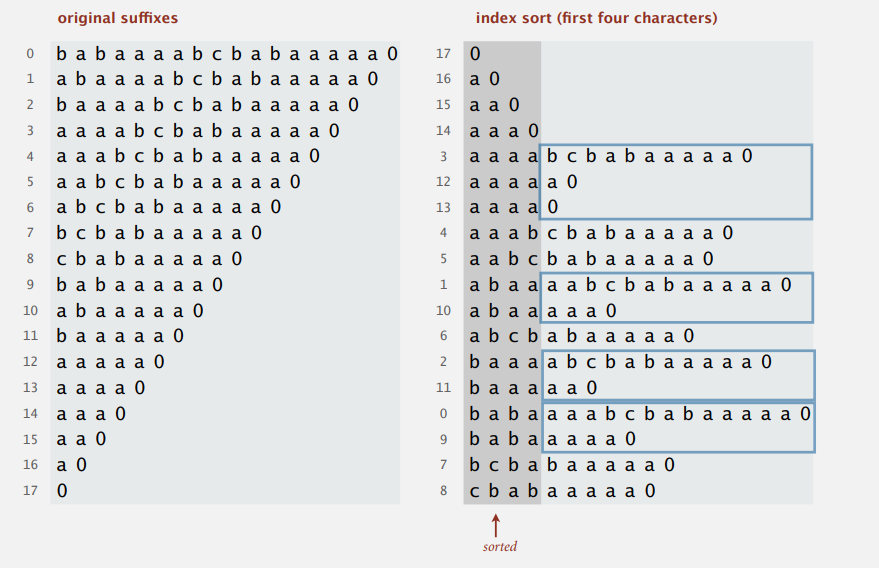 original suffixes
0 b a b a a a a b c b a b a a a a a 0
1 a b a a a a b c b a b a a a a a 0
2 b a a a a b c b a b a a a a a 0
3 a a a a b c b a b a a a a a 0
4 a a a b c b a b a a a a a 0
5 a a b c b a b a a a a a 0
6 a b c b a b a a a a a 0
7 b c b a b a a a a a 0
8 c b a b a a a a a 0
9 b a b a a a a a 0
10 a b a a a a a 0
11 b a a a a a 0
12 a a a a a 0
13 a a a a 0
14 a a a 0
15 a a 0
16 a 0
17 0
index sort (first four characters)
17 0
16 a 0
15 a a 0
14 a a a 0
3 a a a a b c b a b a a a a a 0
12 a a a a a 0
13 a a a a 0
4 a a a b c b a b a a a a a 0
5 a a b c b a b a a a a a 0
1 a b a a a a b c b a b a a a a a 0
10 a b a a a a a 0
6 a b c b a b a a a a a 0
2 b a a a a b c b a b a a a a a 0
11 b a a a a a 0
0 b a b a a a a b c b a b a a a a a 0
9 b a b a a a a a 0
7 b c b a b a a a a a 0
8 c b a b a a a a a 0
sorted